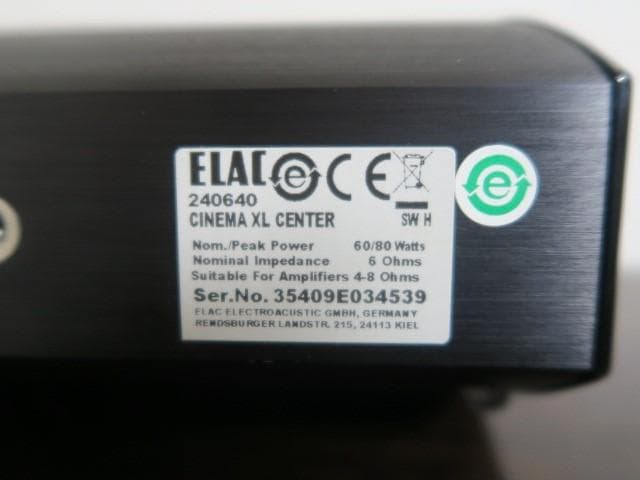 ELAC e CE
240640
CINEMA XL CENTER SW H
Nom./Peak Power 60/80 Watts
Nominal Impedance 6 Ohms
Suitable For Amplifiers 4-8 Ohms
Ser.No. 35409E034539
ELAC ELECTROACUSTIC GMBH, GERMANY
RENDSBURGER LANDSTR. 215, 24113 KIEL
e